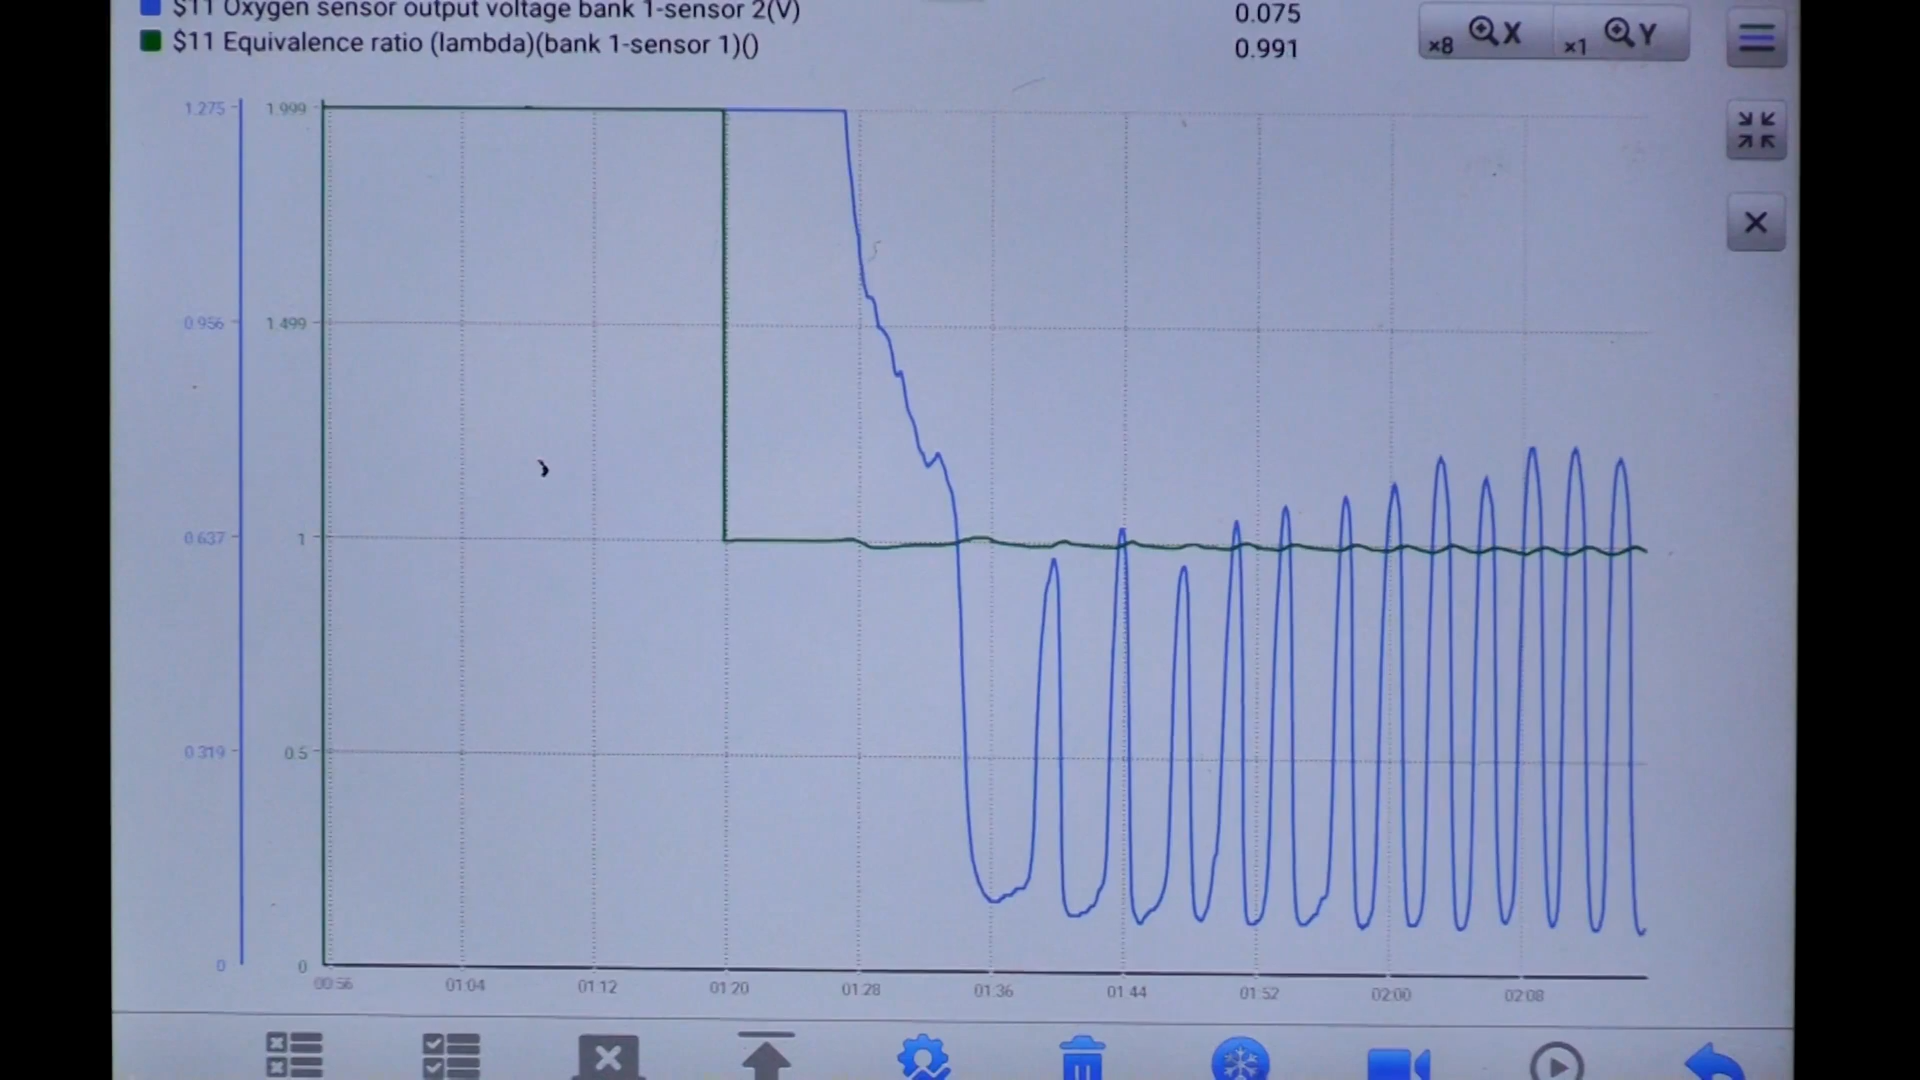 $11 Oxygen sensor output voltage bank 1-sensor 2(V) 0.075
$11 Equivalence ratio (lambda)(bank 1-sensor 1)() 0.991
x8 X x1 Y
1.275 1.999
0.956 1.499
0.637 1
0.319 0.5
0 0
00:56 01:04 01:12 01:20 01:28 01:36 01:44 01:52 02:00 02:08